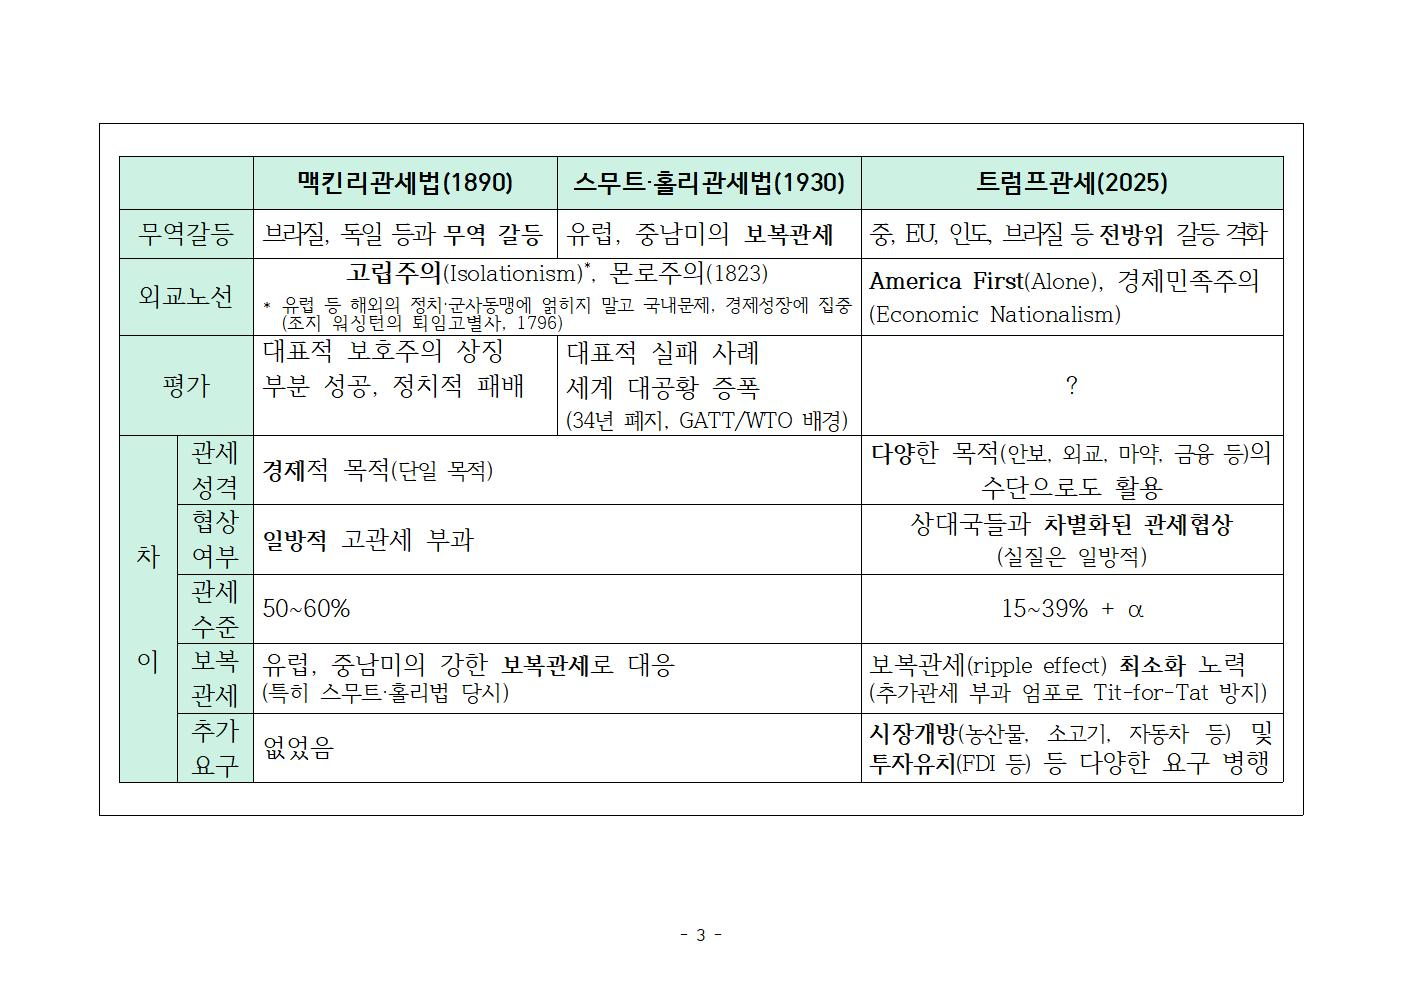 맥킨리관세법(1890) 스무트·홀리관세법(1930) 트럼프관세(2025)
무역갈등 브라질, 독일 등과 무역 갈등 유럽, 중남미의 보복관세 중, EU, 인도, 브라질 등 전방위 갈등 격화
외교노선
고립주의(Isolationism)*, 몬로주의(1823)
* 유럽 등 해외의 정치·군사동맹에 얽히지 말고 국내문제, 경제성장에 집중
(조지 워싱턴의 퇴임고별사, 1796)
America First(Alone), 경제민족주의
(Economic Nationalism)
평가
대표적 보호주의 상징
부분 성공, 정치적 패배
대표적 실패 사례
세계 대공황 증폭
(34년 폐지, GATT/WTO 배경)
?
차
이
관세
성격
경제적 목적(단일 목적)
다양한 목적(안보, 외교, 마약, 금융 등)의
수단으로도 활용
협상
여부
일방적 고관세 부과
상대국들과 차별화된 관세협상
(실질은 일방적)
관세
수준
50~60%
15~39% + α
보복
관세
유럽, 중남미의 강한 보복관세로 대응
(특히 스무트·홀리법 당시)
보복관세(ripple effect) 최소화 노력
(추가관세 부과 엄포로 Tit-for-Tat 방지)
추가
요구
없었음
시장개방(농산물, 소고기, 자동차 등) 및
투자유치(FDI 등) 등 다양한 요구 병행
- 3 -